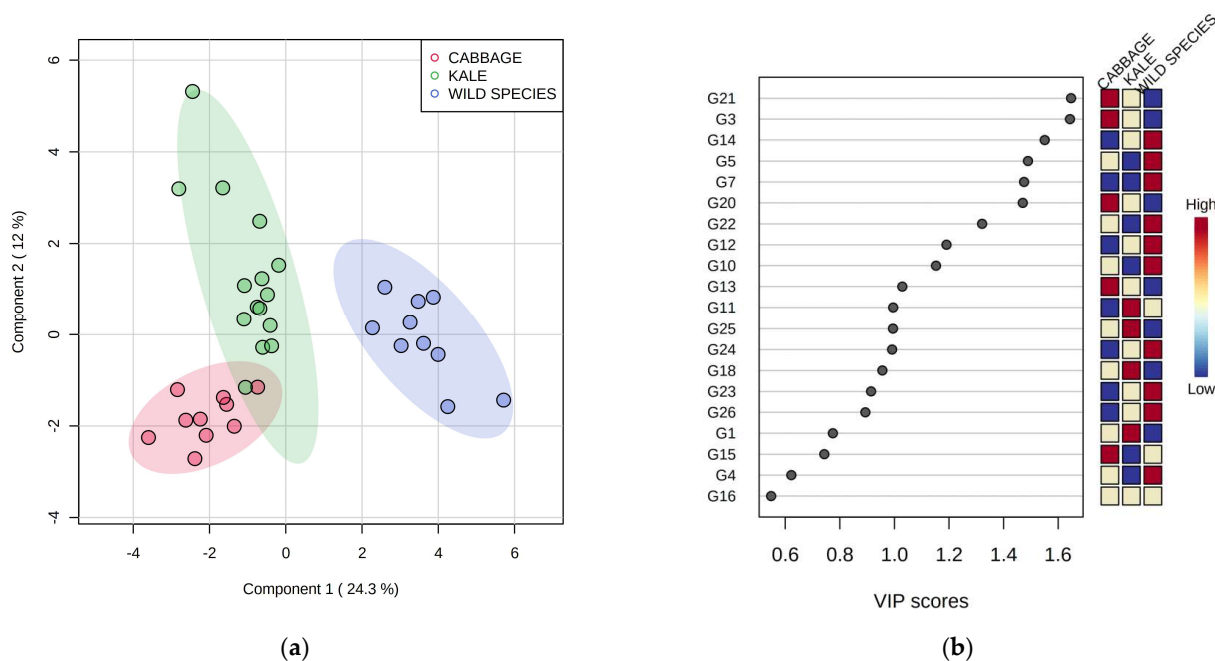 CABBAGE
KALE
WILD SPECIES
6
4
2
0
-2
-4
Component 2 ( 12 %)
-4 -2 0 2 4 6
Component 1 ( 24.3 %)
(a)
CABBAGE
KALE
WILD SPECIES
G21
G3
G14
G5
G7
G20
G22
G12
G10
G13
G11
G25
G24
G18
G23
G26
G1
G15
G4
G16
High
Low
0.6 0.8 1.0 1.2 1.4 1.6
VIP scores
(b)